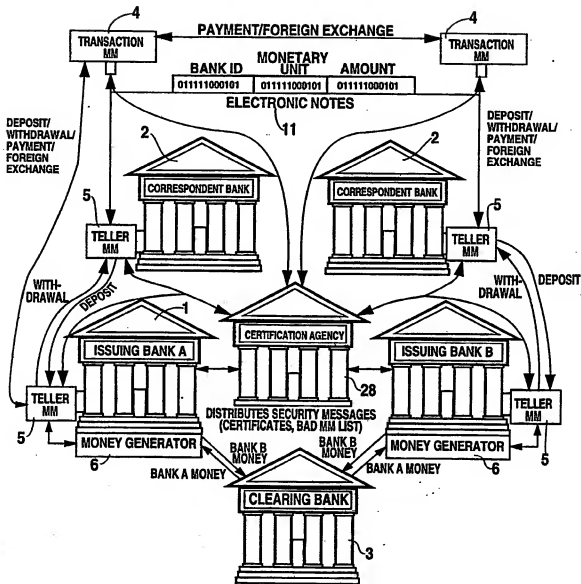 4
4
PAYMENT/FOREIGN EXCHANGE
TRANSACTION
MM
TRANSACTION
MM
MONETARY
BANK ID UNIT AMOUNT
011111000101 011111000101 011111000101
ELECTRONIC NOTES
11
DEPOSIT/
WITHDRAWAL/
PAYMENT/
FOREIGN
EXCHANGE
DEPOSIT/
WITHDRAWAL/
PAYMENT/
FOREIGN
EXCHANGE
2
2
CORRESPONDENT BANK
CORRESPONDENT BANK
5
TELLER
MM
5
TELLER
MM
WITH-
DRAWAL
DEPOSIT
WITH-
DRAWAL
DEPOSIT
1
ISSUING BANK A
CERTIFICATION AGENCY
ISSUING BANK B
28
DISTRIBUTES SECURITY MESSAGES
(CERTIFICATES, BAD MM LIST)
TELLER
MM
5
TELLER
MM
5
MONEY GENERATOR
6
MONEY GENERATOR
6
BANK B
MONEY
BANK A MONEY
BANK B
MONEY
BANK A MONEY
CLEARING BANK
3